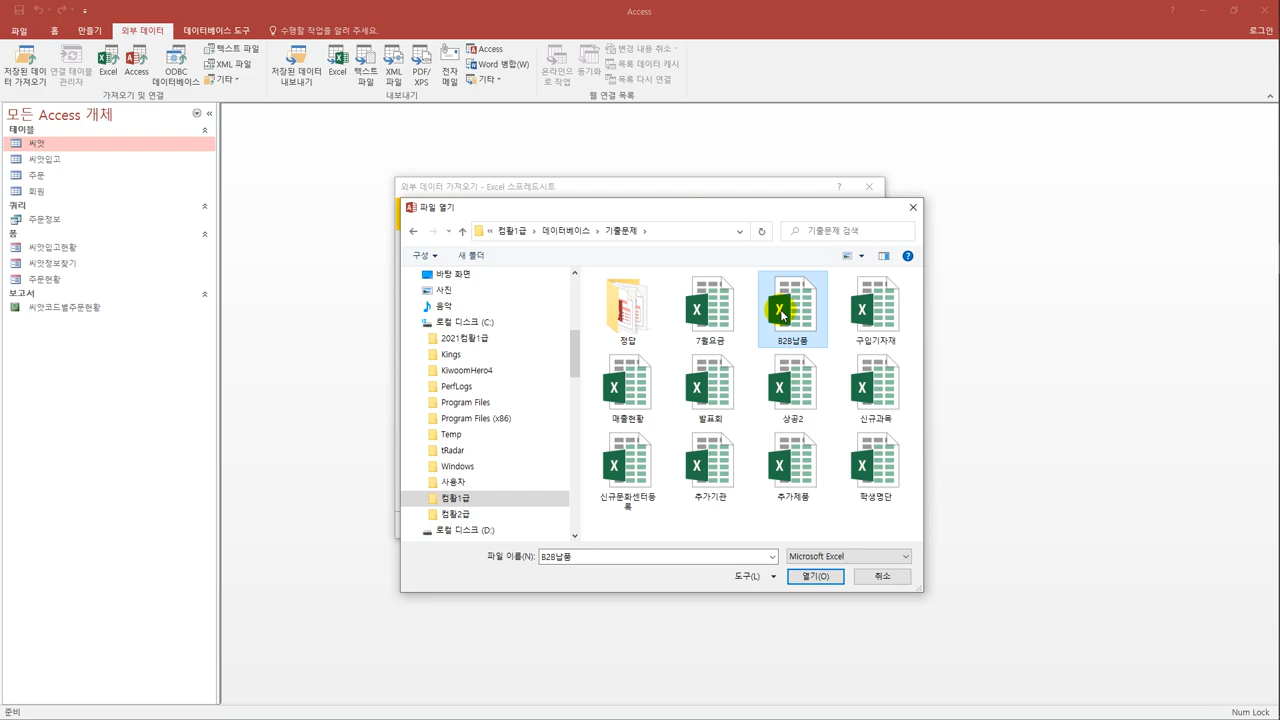 Access
파일
홈
만들기
외부 데이터
데이터베이스 도구
수행할 작업을 알려 주세요.
로그인
저장된 데이
터 가져오기
연결 테이블
관리자
Excel
Access
ODBC
데이터베이스
텍스트 파일
XML 파일
기타
가져오기 및 연결
저장된 데이터
내보내기
Excel
텍스트
파일
XML
파일
PDF/
XPS
전자
메일
Access
Word 병합(W)
기타
내보내기
온라인으
로 작업
동기화
변경 내용 취소
목록 데이터 캐시
목록 다시 연결
웹 연결 목록
모든 Access 개체
테이블
씨앗
씨앗입고
주문
회원
쿼리
주문정보
폼
씨앗입고현황
씨앗정보찾기
주문현황
보고서
씨앗코드별주문현황
외부 데이터 가져오기 - Excel 스프레드시트
파일 열기
컴활1급
데이터베이스
기출문제
기출문제 검색
구성
새 폴더
바탕 화면
사진
음악
로컬 디스크 (C:)
2021컴활1급
Kings
KiwoomHero4
PerfLogs
Program Files
Program Files (x86)
Temp
tRadar
Windows
사용자
컴활1급
컴활2급
로컬 디스크 (D:)
정답
7월요금
B2B납품
구입기자재
매출현황
발표회
상공2
신규과목
신규문화센터등
록
추가기관
추가제품
학생명단
파일 이름(N):
B2B납품
Microsoft Excel
도구(L)
열기(O)
취소
준비
Num Lock